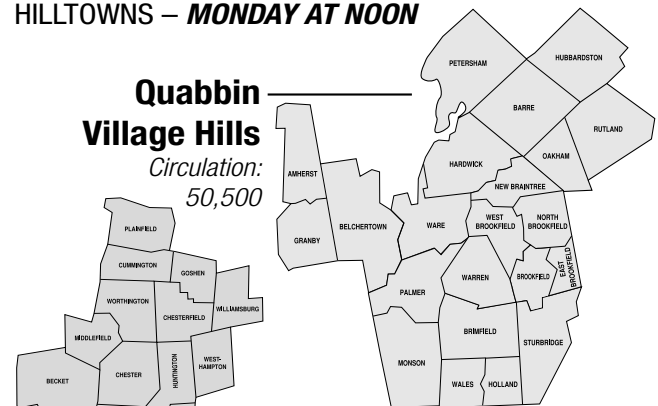 HILLTOWNS – MONDAY AT NOON
Quabbin
Village Hills
Circulation:
50,500
PETERSHAM
HUBBARDSTON
BARRE
RUTLAND
HARDWICK
OAKHAM
AMHERST
NEW BRAINTREE
GRANBY
BELCHERTOWN
WARE
WEST
BROOKFIELD
NORTH
BROOKFIELD
PALMER
WARREN
BROOKFIELD
EAST
BROOKFIELD
MONSON
BRIMFIELD
STURBRIDGE
WALES
HOLLAND
PLAINFIELD
CUMMINGTON
GOSHEN
WORTHINGTON
CHESTERFIELD
WILLIAMSBURG
MIDDLEFIELD
BECKET
CHESTER
HUNTINGTON
WEST-
HAMPTON